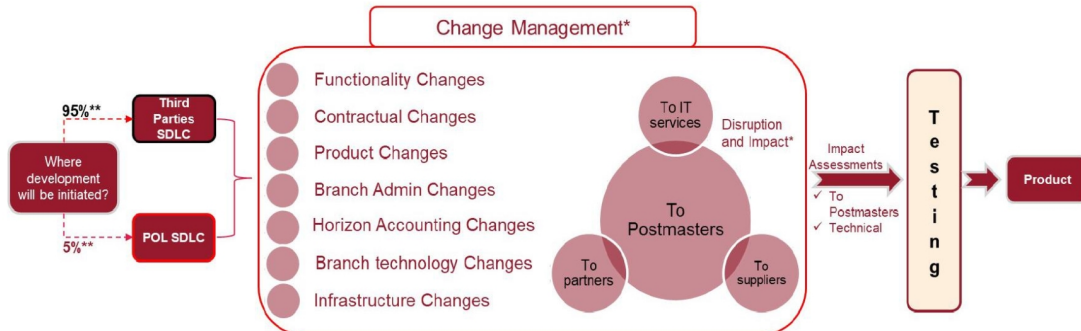 Change Management*
Where
development
will be initiated?
95%**
5%**
Third
Parties
SDLC
POL SDLC
Functionality Changes
Contractual Changes
Product Changes
Branch Admin Changes
Horizon Accounting Changes
Branch technology Changes
Infrastructure Changes
To IT
services
Disruption
and Impact*
To
Postmasters
To
partners
To
suppliers
Impact
Assessments
✓ To
Postmasters
✓ Technical
Testing
Product